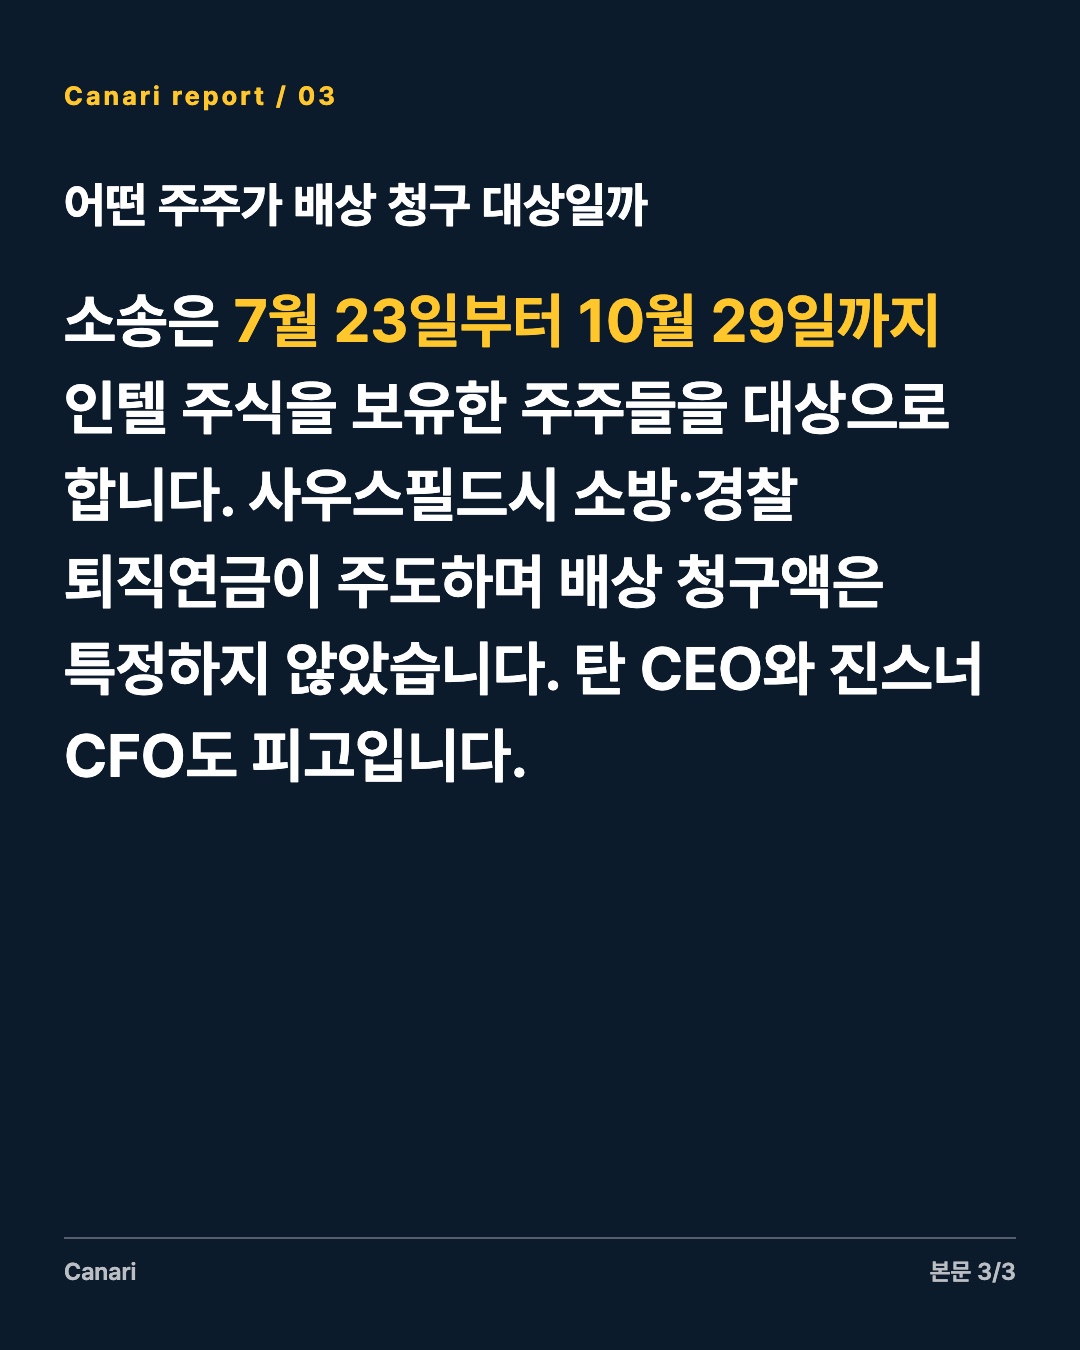 Canari report / 03
어떤 주주가 배상 청구 대상일까
소송은 7월 23일부터 10월 29일까지
인텔 주식을 보유한 주주들을 대상으로
합니다. 사우스필드시 소방·경찰
퇴직연금이 주도하며 배상 청구액은
특정하지 않았습니다. 탄 CEO와 진스너
CFO도 피고입니다.
Canari
본문 3/3